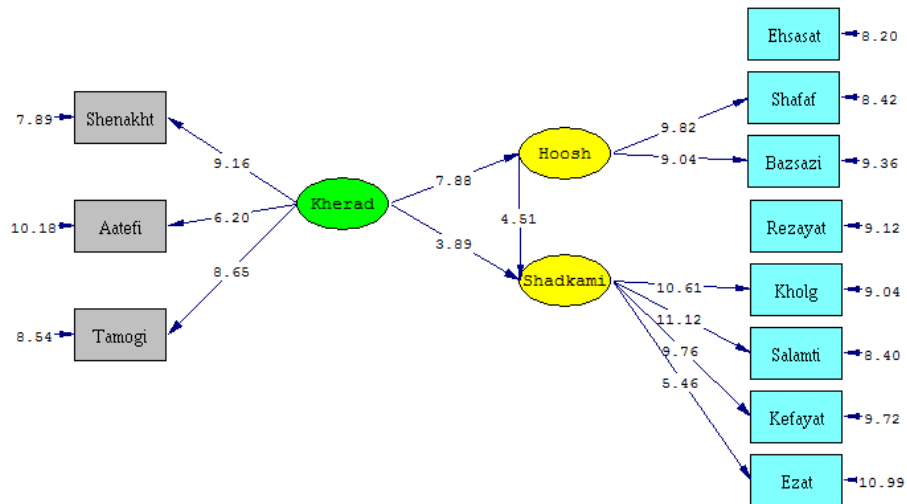 Ehsasat
8.20
Shafaf
8.42
7.89
Shenakht
9.82
Hoosh
9.16
7.88
9.04
Bazsazi
9.36
Kherad
10.18
Aatefi
6.20
4.51
Rezayat
9.12
3.89
8.65
Shadkami
10.61
Kholg
9.04
11.12
8.54
Tamogi
9.76
Salamti
8.40
5.46
Kefayat
9.72
Ezat
10.99